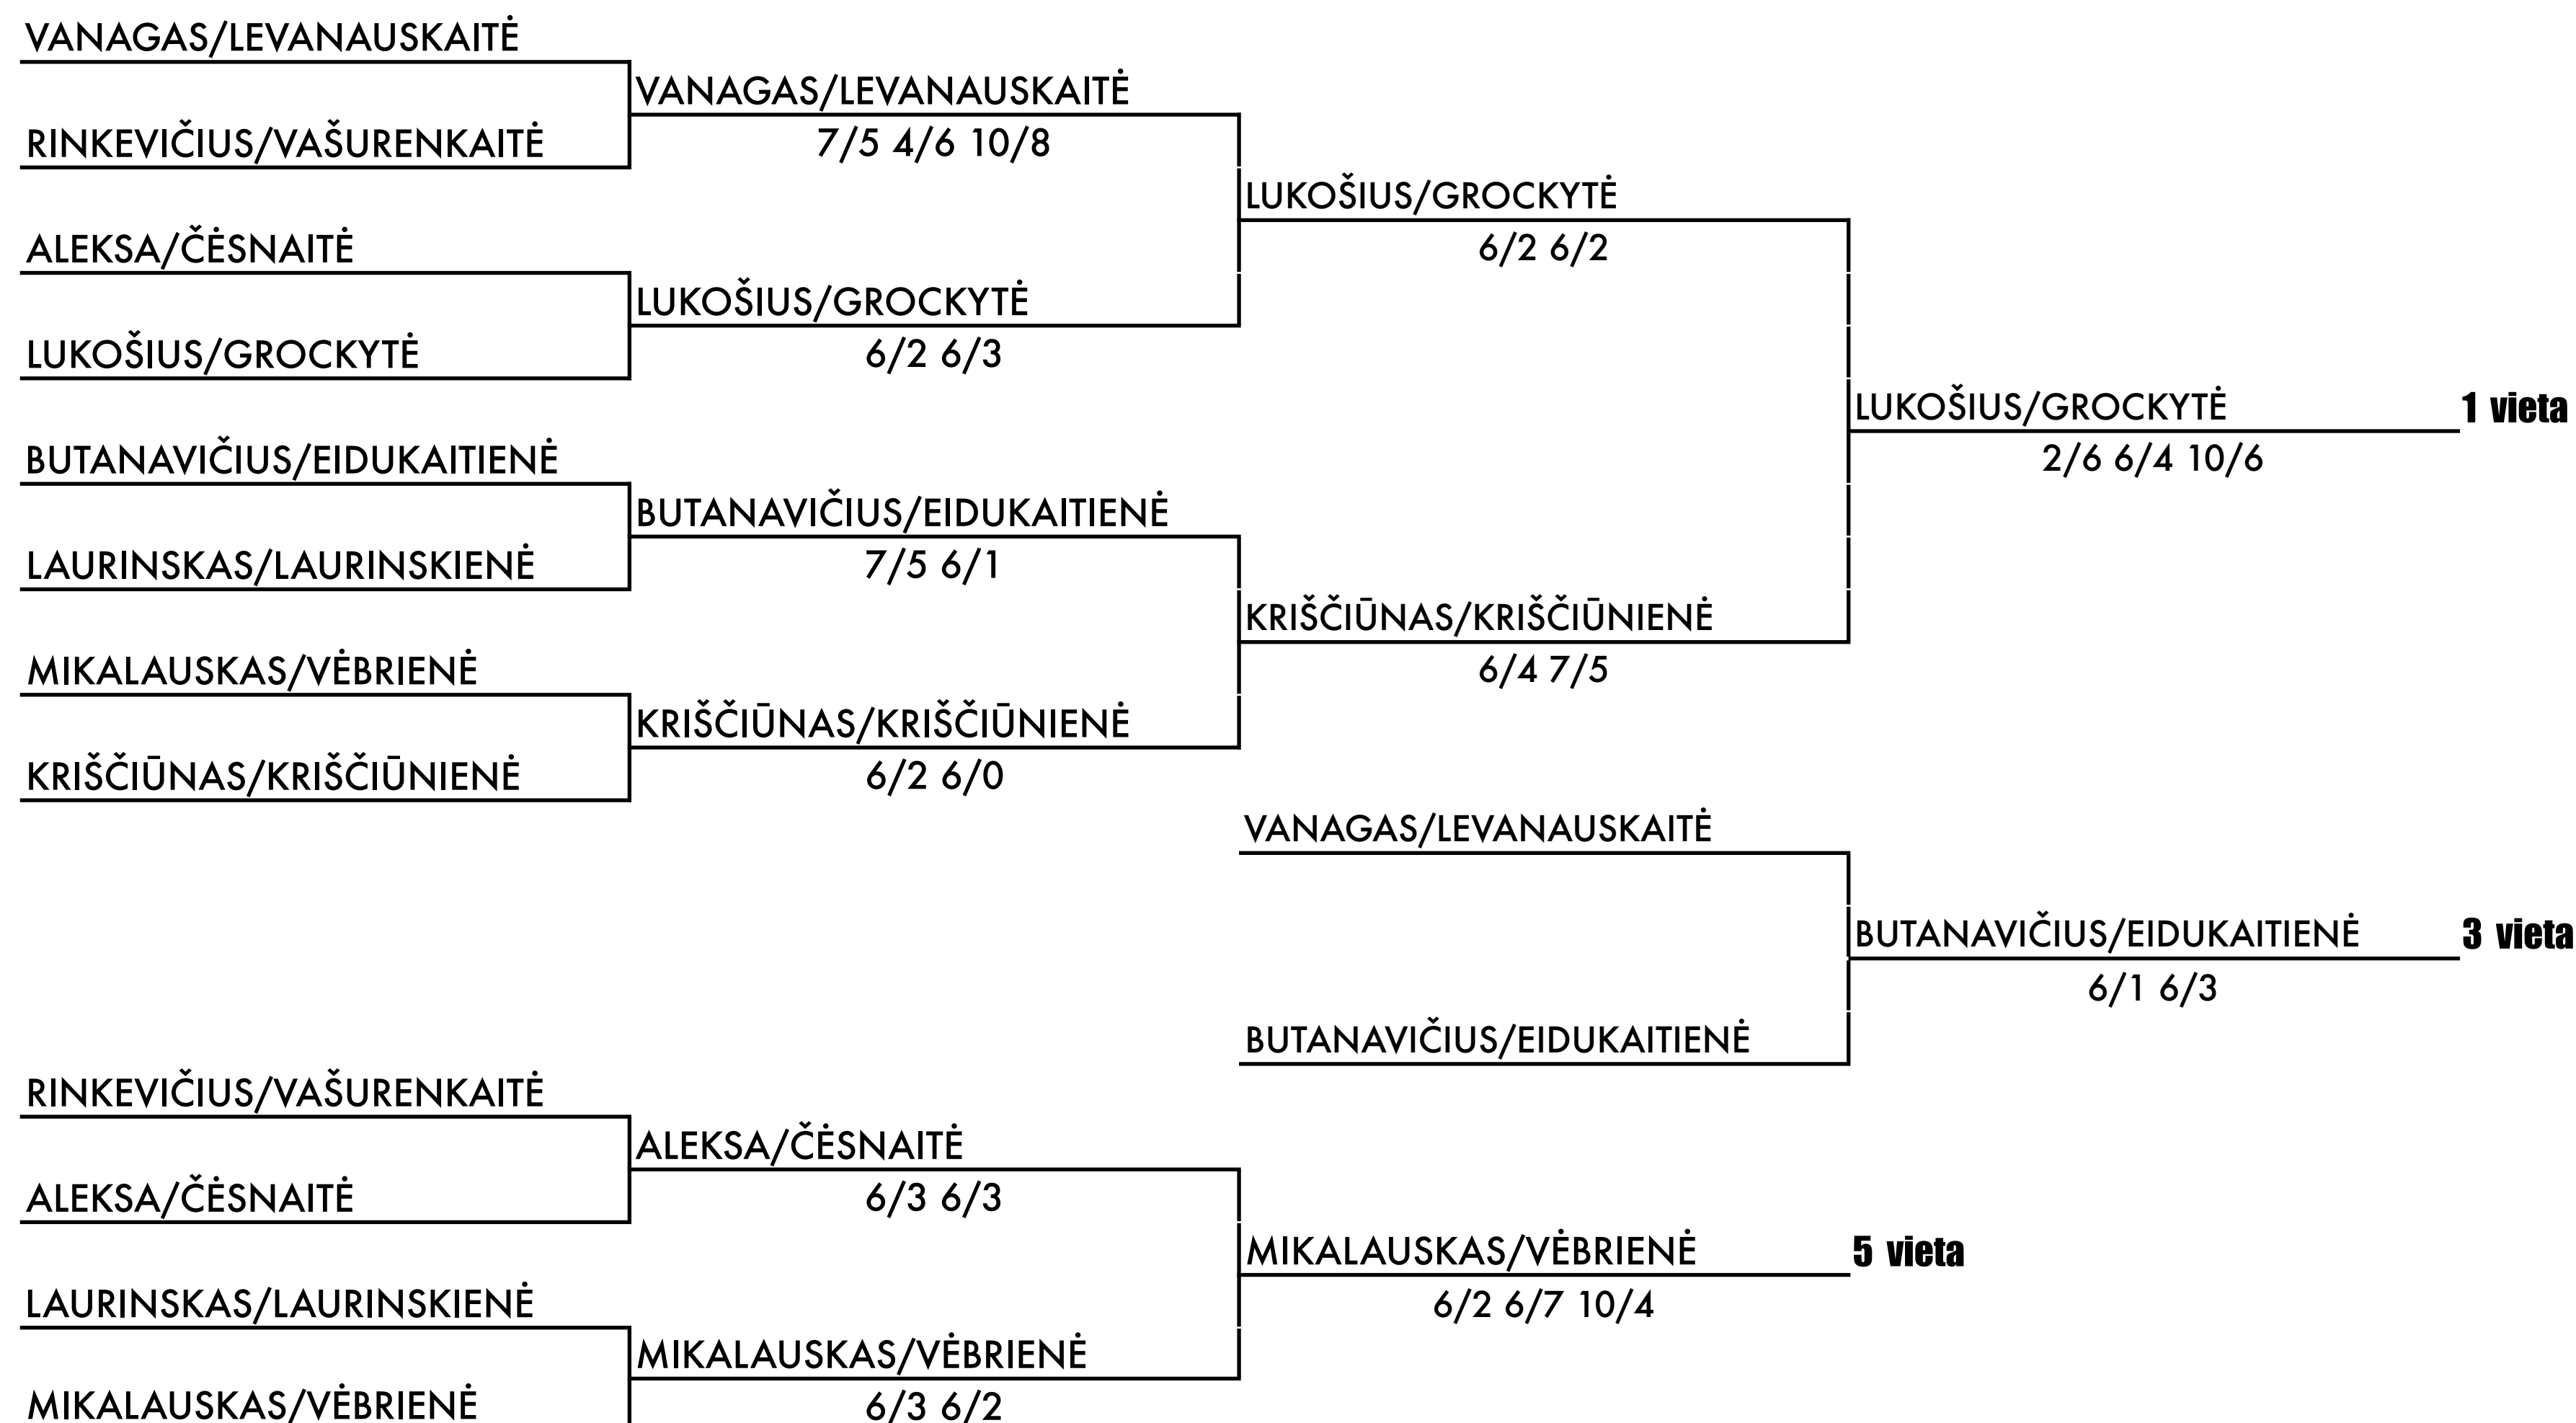 VANAGAS/LEVANAUSKAITĖ
VANAGAS/LEVANAUSKAITĖ
RINKEVIČIUS/VAŠURENKAITĖ
7/5 4/6 10/8
LUKOŠIUS/GROCKYTĖ
ALEKSA/ČĖSNAITĖ
6/2 6/2
LUKOŠIUS/GROCKYTĖ
LUKOŠIUS/GROCKYTĖ
6/2 6/3
LUKOŠIUS/GROCKYTĖ 1 vieta
BUTANAVIČIUS/EIDUKAITIENĖ
2/6 6/4 10/6
BUTANAVIČIUS/EIDUKAITIENĖ
LAURINSKAS/LAURINSKIENĖ
7/5 6/1
KRIŠČIŪNAS/KRIŠČIŪNIENĖ
MIKALAUSKAS/VĖBRIENĖ
6/4 7/5
KRIŠČIŪNAS/KRIŠČIŪNIENĖ
KRIŠČIŪNAS/KRIŠČIŪNIENĖ
6/2 6/0
VANAGAS/LEVANAUSKAITĖ
BUTANAVIČIUS/EIDUKAITIENĖ 3 vieta
6/1 6/3
BUTANAVIČIUS/EIDUKAITIENĖ
RINKEVIČIUS/VAŠURENKAITĖ
ALEKSA/ČĖSNAITĖ
ALEKSA/ČĖSNAITĖ
6/3 6/3
MIKALAUSKAS/VĖBRIENĖ 5 vieta
LAURINSKAS/LAURINSKIENĖ
6/2 6/7 10/4
MIKALAUSKAS/VĖBRIENĖ
MIKALAUSKAS/VĖBRIENĖ
6/3 6/2